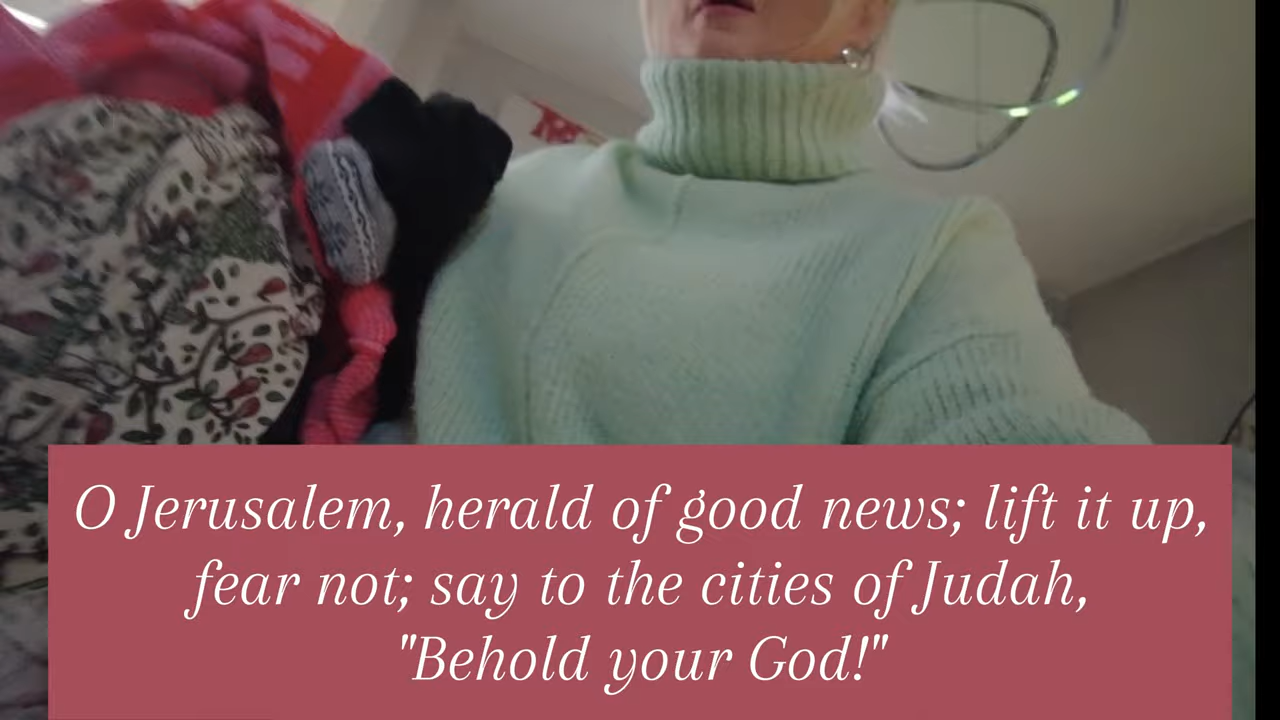 O Jerusalem, herald of good news; lift it up,
fear not; say to the cities of Judah,
"Behold your God!"